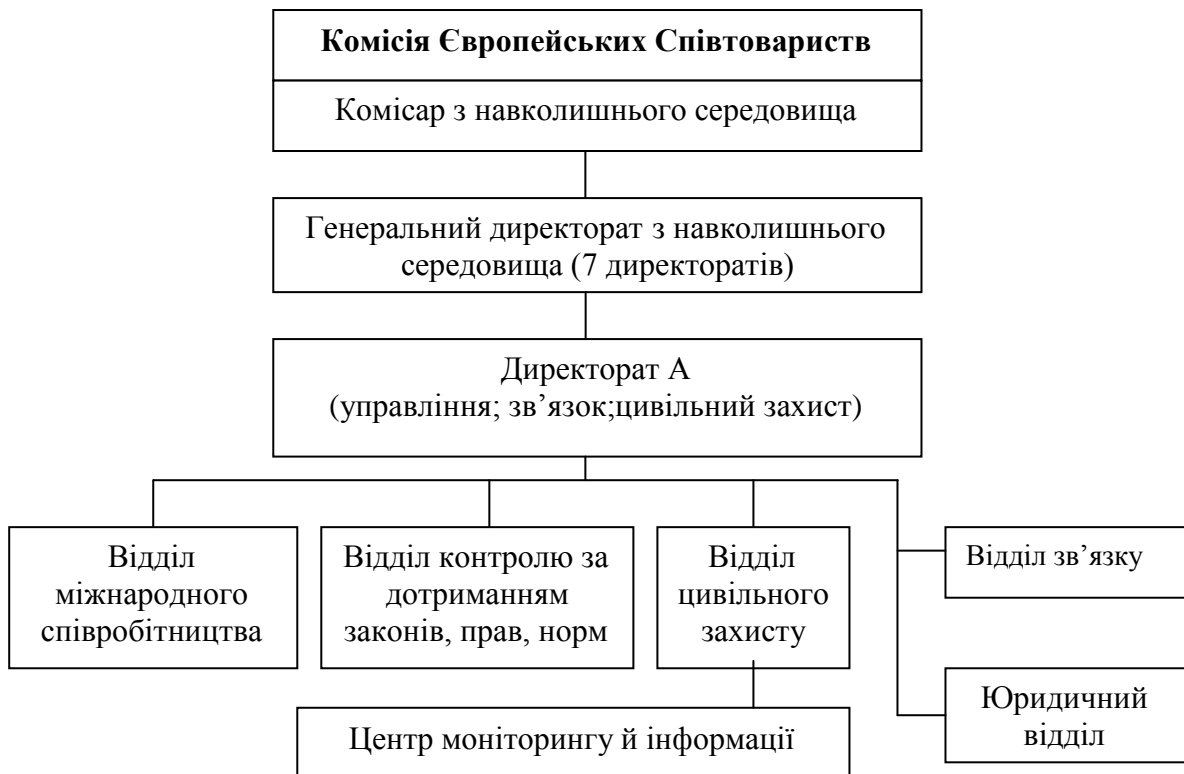 Комісія Європейських Співтовариств
Комісар з навколишнього середовища
Генеральний директорат з навколишнього
середовища (7 директоратів)
Директорат А
(управління; зв’язок;цивільний захист)
Відділ
міжнародного
співробітництва
Відділ контролю за
дотриманням
законів, прав, норм
Відділ
цивільного
захисту
Відділ зв’язку
Юридичний
відділ
Центр моніторингу й інформації